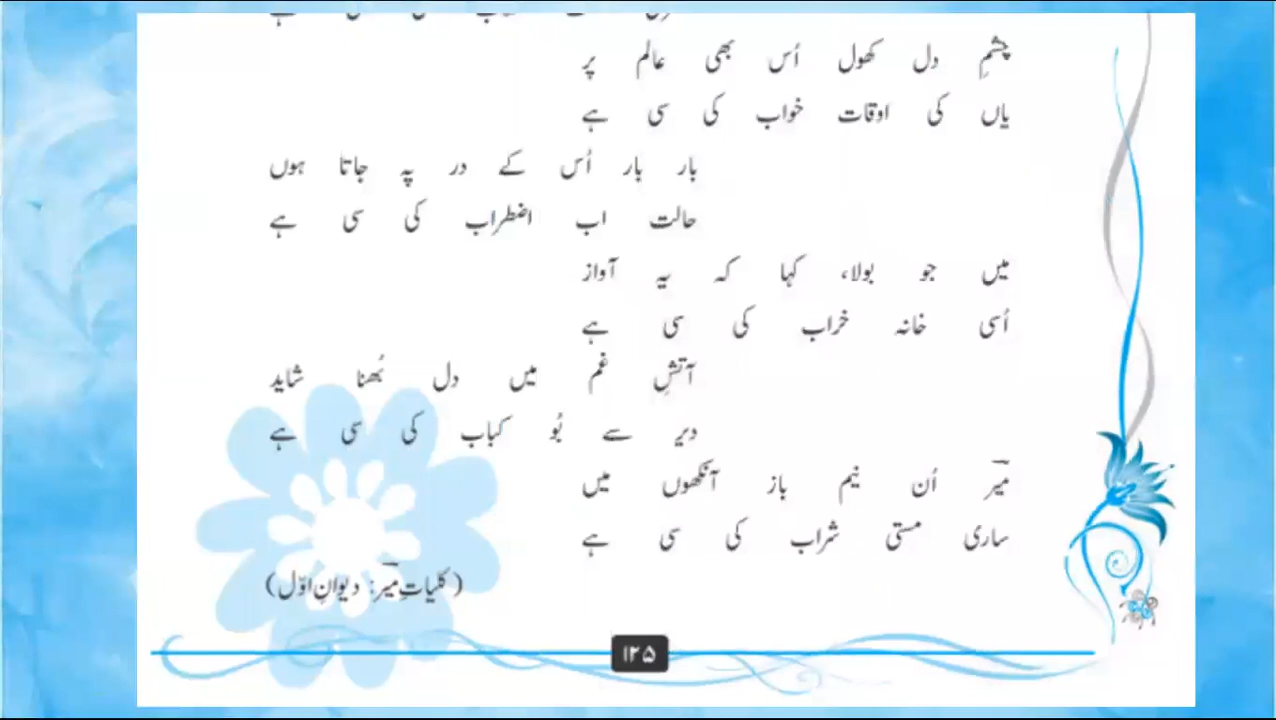 چشمِ دل کھول اُس بھی عالم پر
یاں کی اوقات خواب کی سی ہے
بار بار اُس کے در پہ جاتا ہوں
حالت اب اضطراب کی سی ہے
میں جو بولا، کہا کہ یہ آواز
اُسی خانہ خراب کی سی ہے
آتشِ غم میں دل بُھنا شاید
دیر سے بُو کباب کی سی ہے
میر اُن نیم باز آنکھوں میں
ساری مستی شراب کی سی ہے
(کلیاتِ میر: دیوانِ اوّل)
۱۲۵